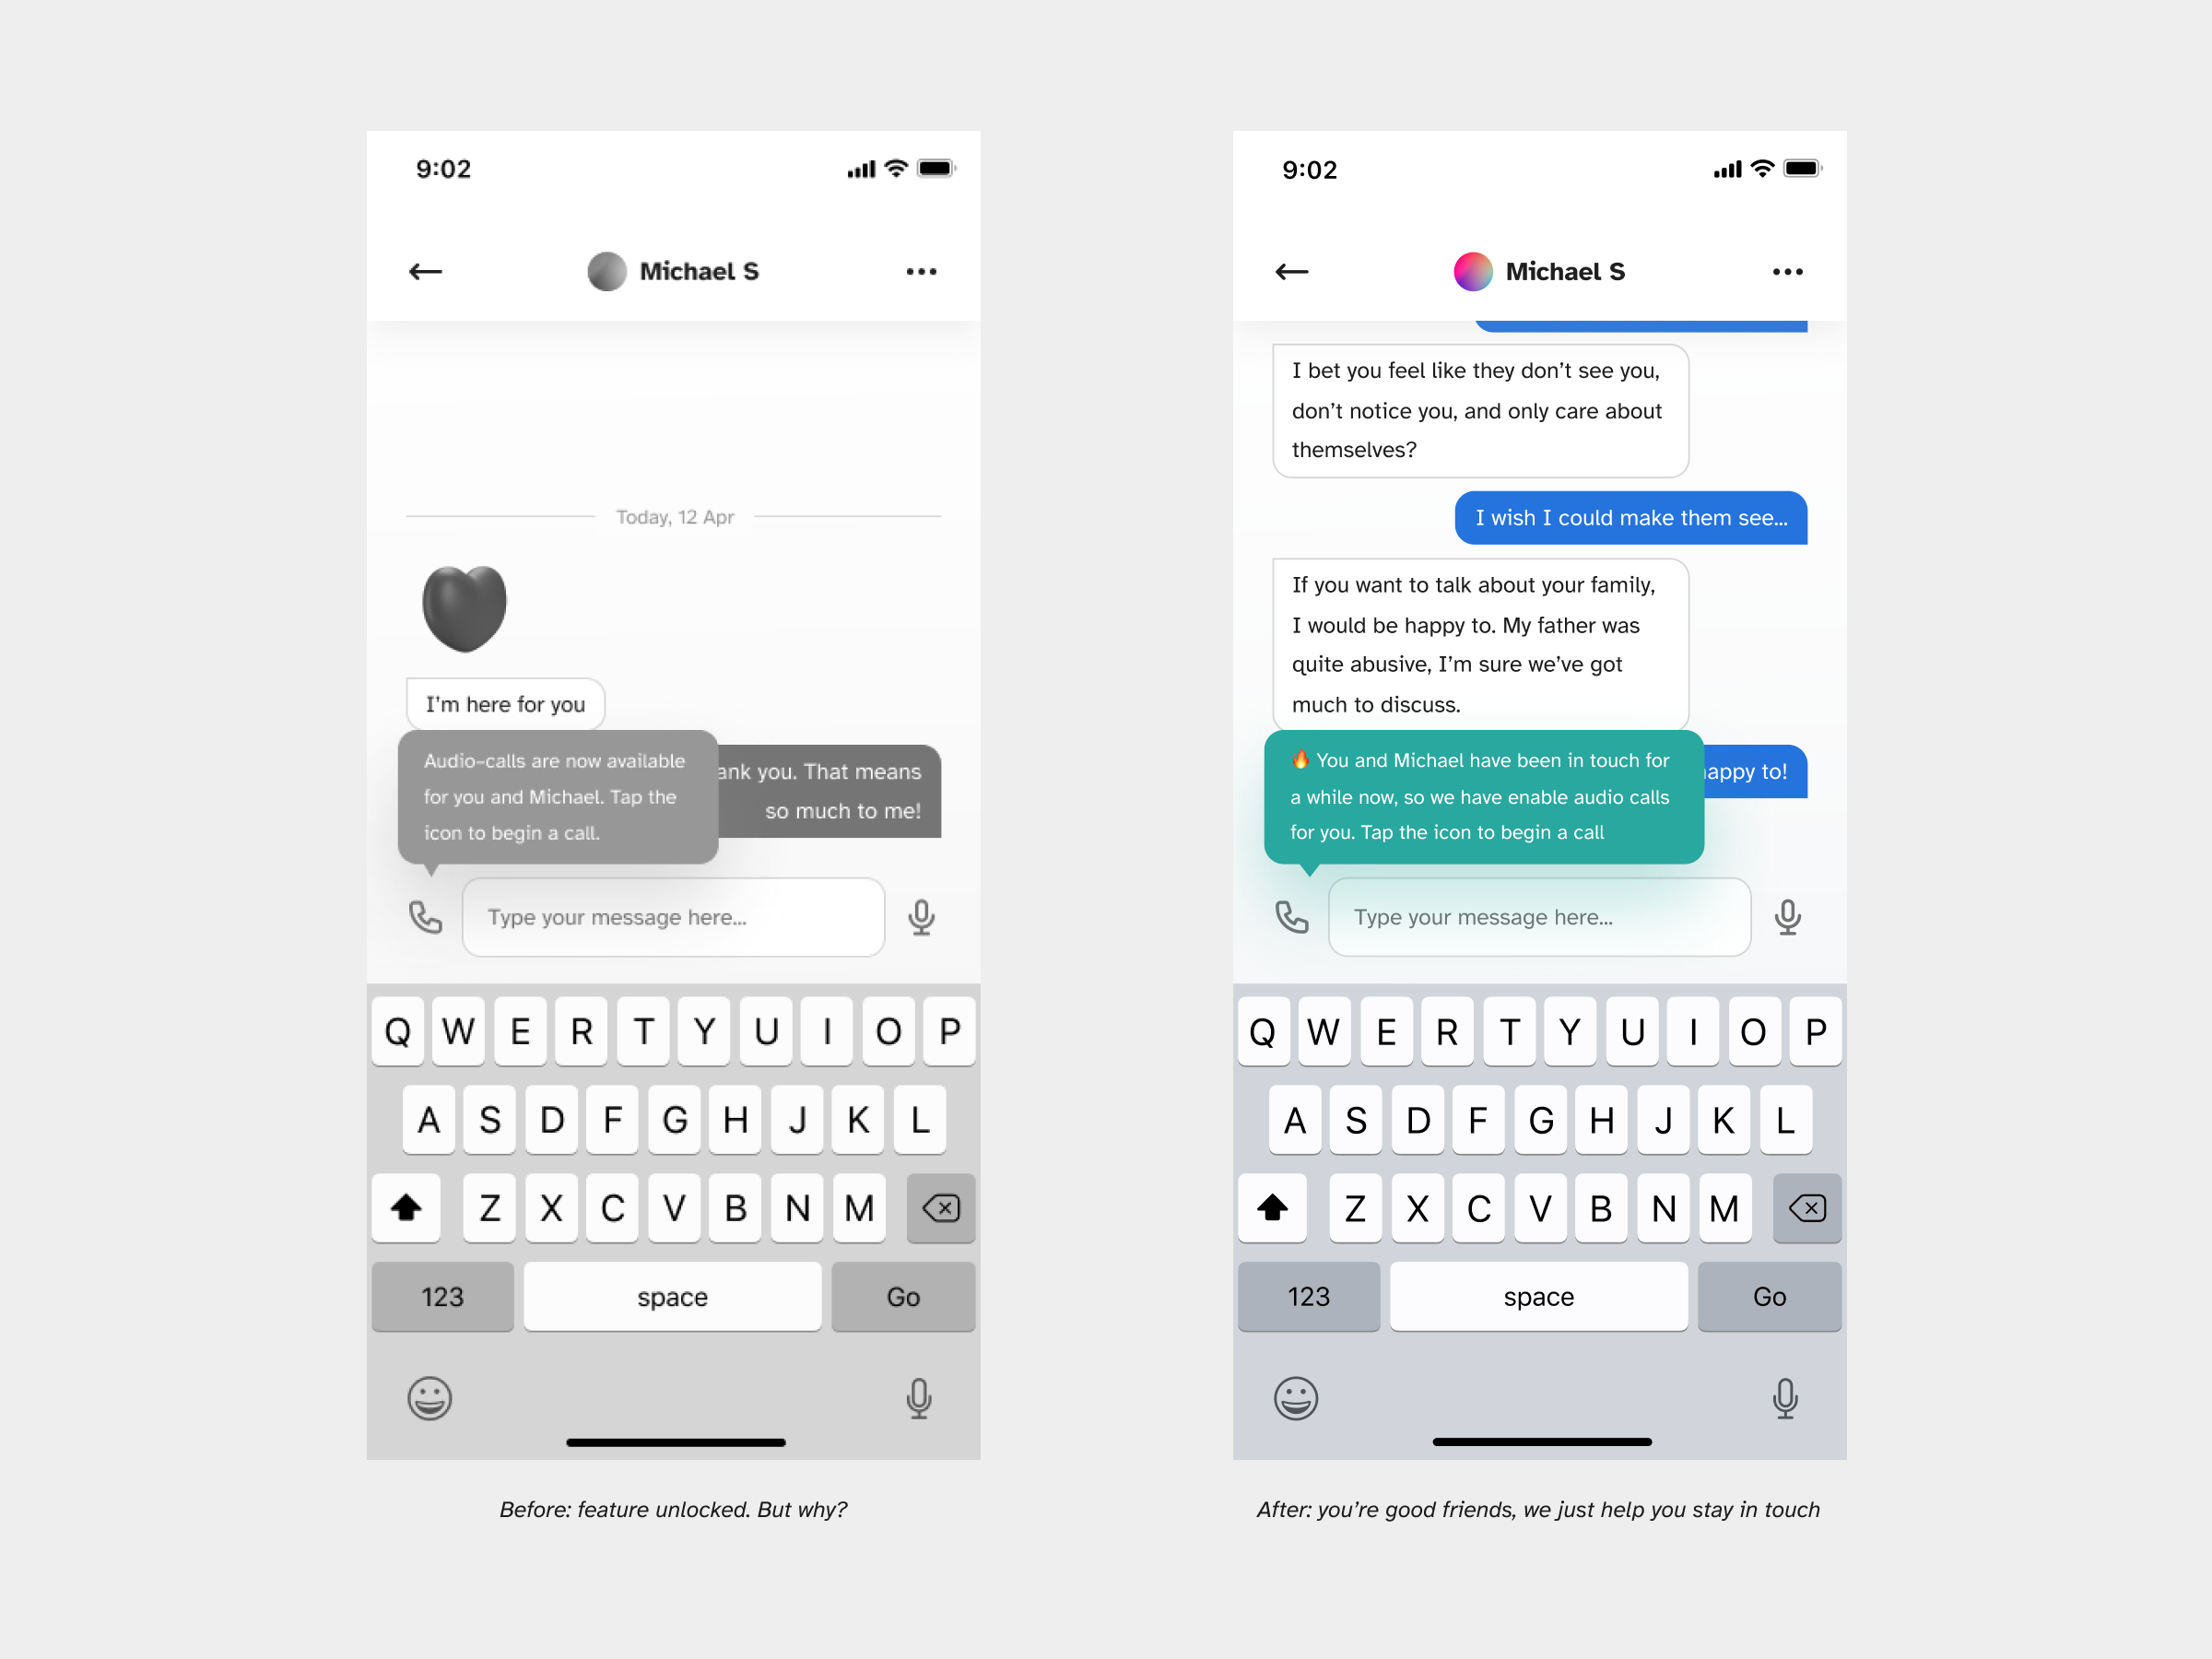 9:02
Michael S
Today, 12 Apr
I'm here for you
Audio-calls are now available
for you and Michael. Tap the
icon to begin a call.
you. That means
so much to me!
Type your message here...
Q W E R T Y U I O P
A S D F G H J K L
Z X C V B N M
123 space Go
Before: feature unlocked. But why?
9:02
Michael S
I bet you feel like they don't see you,
don't notice you, and only care about
themselves?
I wish I could make them see...
If you want to talk about your family,
I would be happy to. My father was
quite abusive, I'm sure we've got
much to discuss.
🔥 You and Michael have been in touch for
a while now, so we have enable audio calls
for you. Tap the icon to begin a call
to!
Type your message here...
Q W E R T Y U I O P
A S D F G H J K L
Z X C V B N M
123 space Go
After: you're good friends, we just help you stay in touch